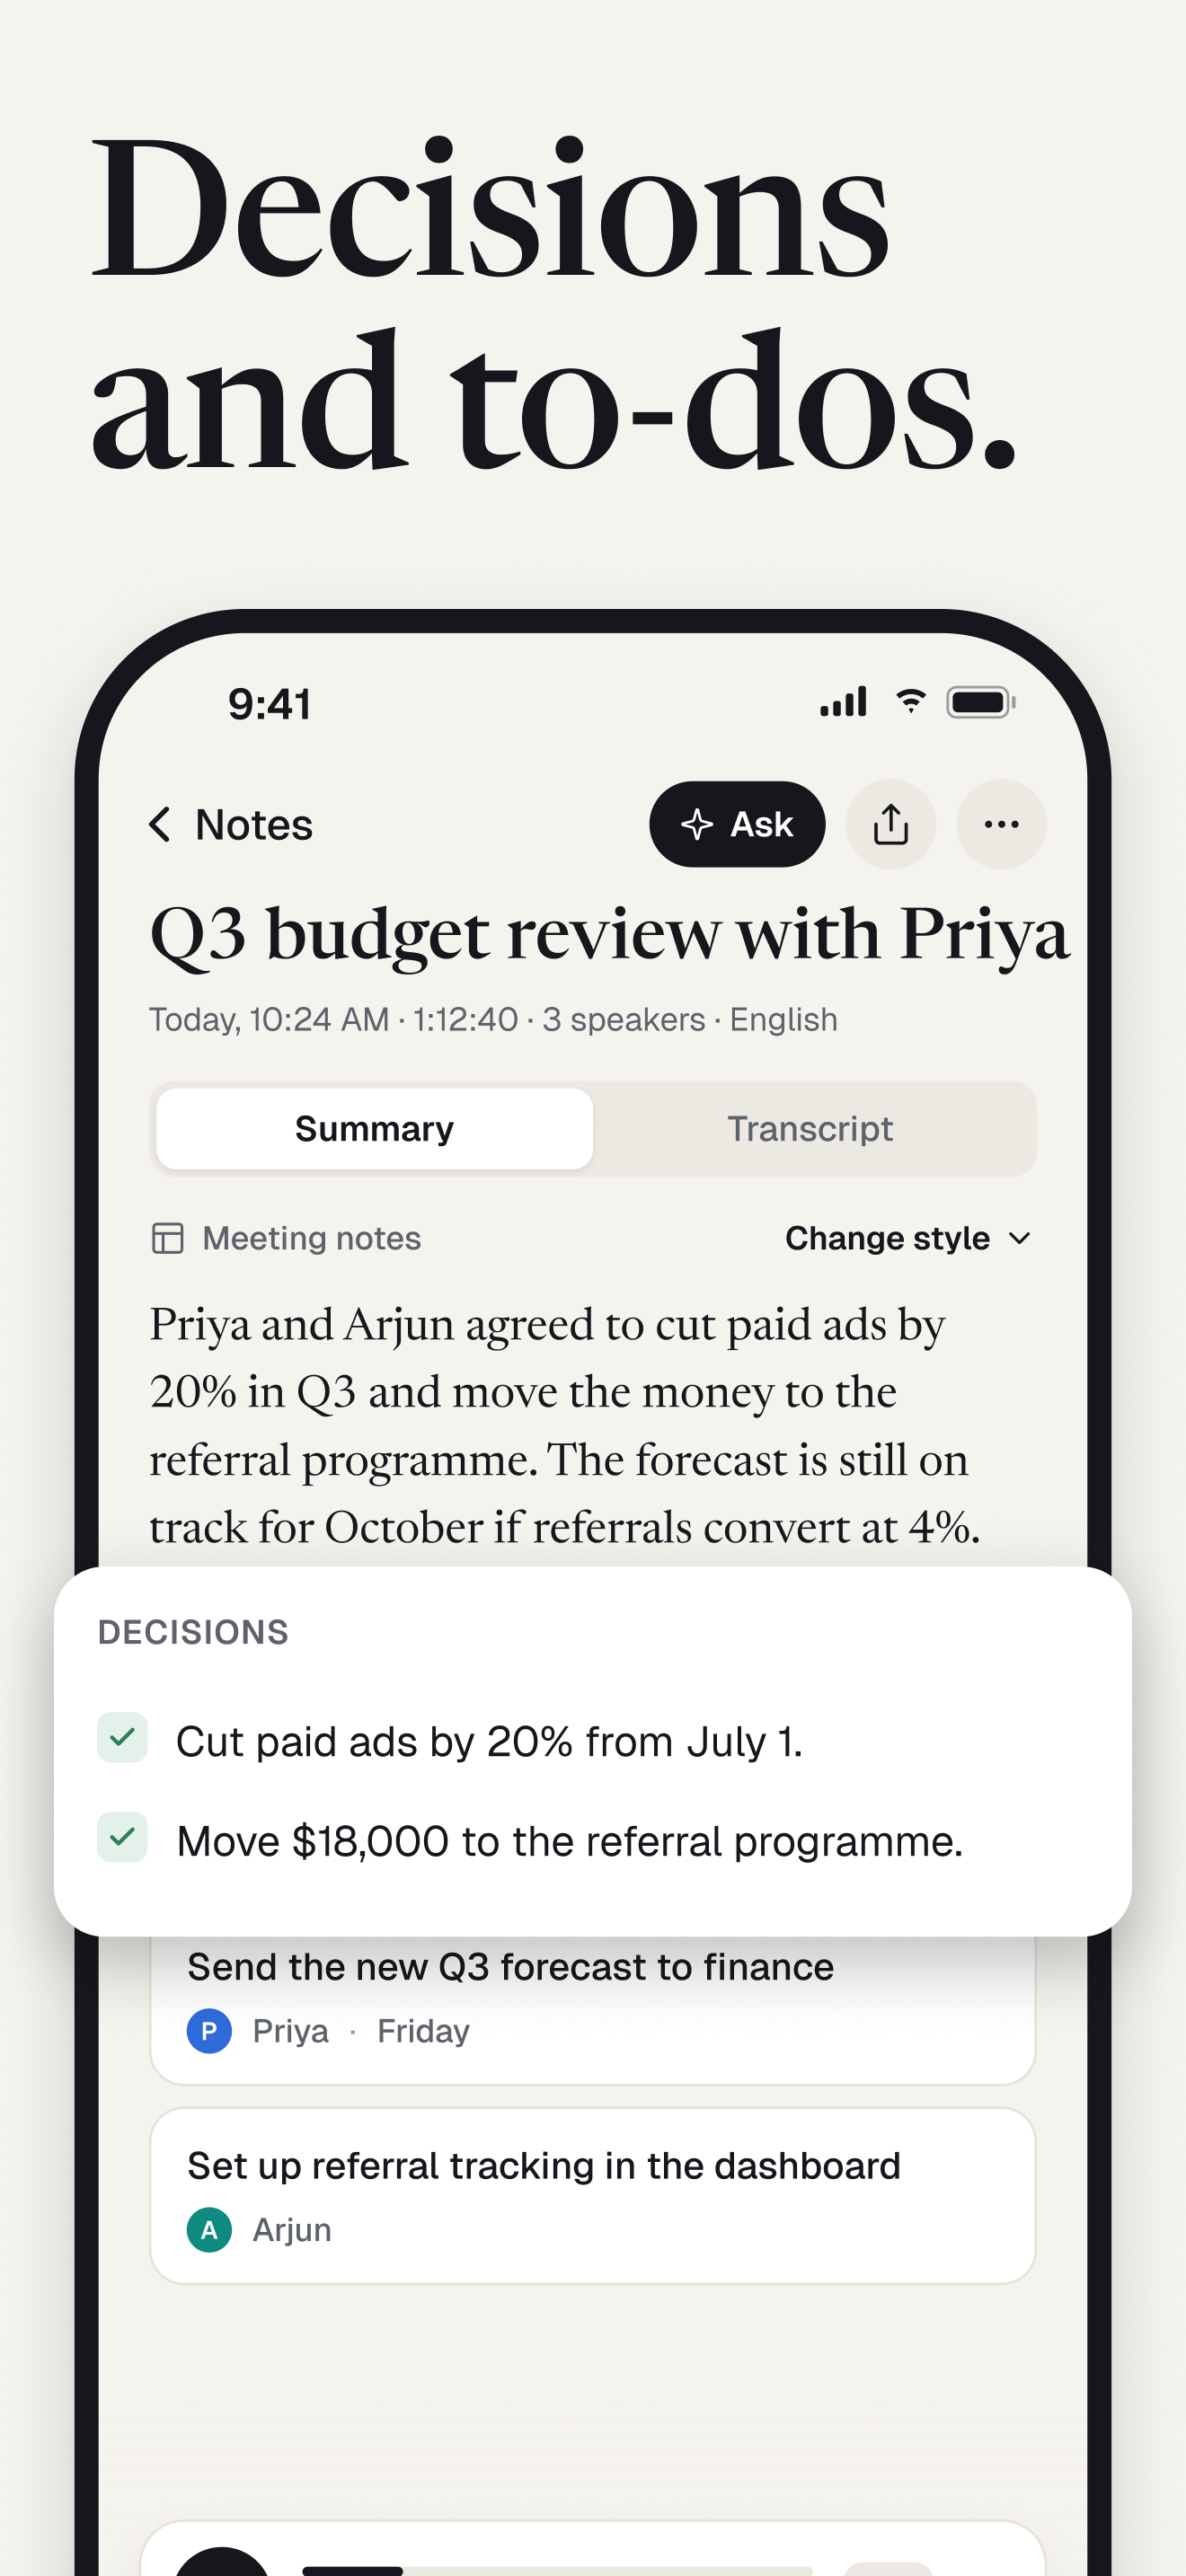 Decisions
and to-dos.
9:41
Notes
Ask
Q3 budget review with Priya
Today, 10:24 AM · 1:12:40 · 3 speakers · English
Summary
Transcript
Meeting notes
Change style
Priya and Arjun agreed to cut paid ads by
20% in Q3 and move the money to the
referral programme. The forecast is still on
track for October if referrals convert at 4%.
DECISIONS
Cut paid ads by 20% from July 1.
Move $18,000 to the referral programme.
Send the new Q3 forecast to finance
P Priya · Friday
Set up referral tracking in the dashboard
A Arjun